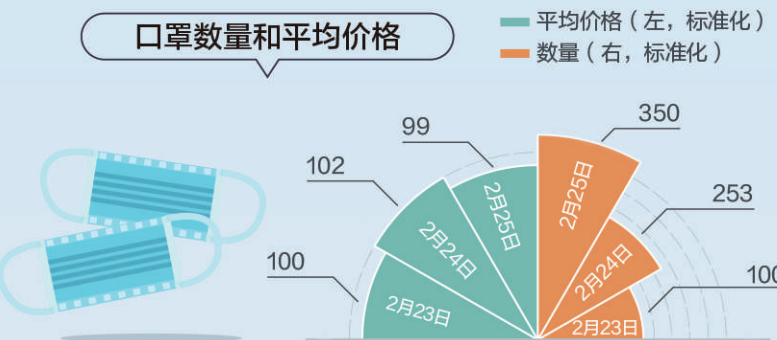 口罩数量和平均价格
平均价格（左，标准化）
数量（右，标准化）
99
350
102
253
100
100
2月25日
2月25日
2月24日
2月24日
2月23日
2月23日